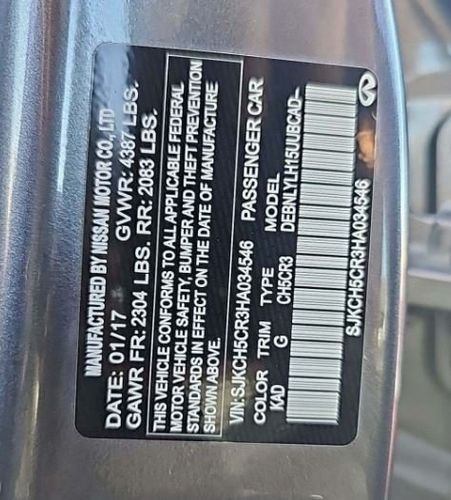 MANUFACTURED BY NISSAN MOTOR CO., LTD
DATE: 01/17 GVWR: 4387 LBS.
GAWR FR: 2304 LBS. RR: 2083 LBS.
THIS VEHICLE CONFORMS TO ALL APPLICABLE FEDERAL
MOTOR VEHICLE SAFETY, BUMPER AND THEFT PREVENTION
STANDARDS IN EFFECT ON THE DATE OF MANUFACTURE
SHOWN ABOVE.
VIN: SJKCH5CR3HA034546 PASSENGER CAR
COLOR TRIM TYPE MODEL
KAD G CH5CR3 DEBNLYLH15UUBCAD-
SJKCH5CR3HA034546